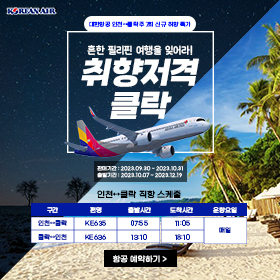 KOREAN AIR
대한항공 인천↔클락 주 7회 신규 취항 특가
흔한 필리핀 여행을 잊어라!
취향저격
클락
판매기간 : 2023.09.30 ~ 2023.10.31
출발기간 : 2023.10.07 ~ 2023.12.19
인천↔클락 직항 스케줄
구간 편명 출발시간 도착시간 운항요일
인천↔클락 KE635 07:55 11:05 매일
클락↔인천 KE636 13:10 18:10
항공 예약하기 >